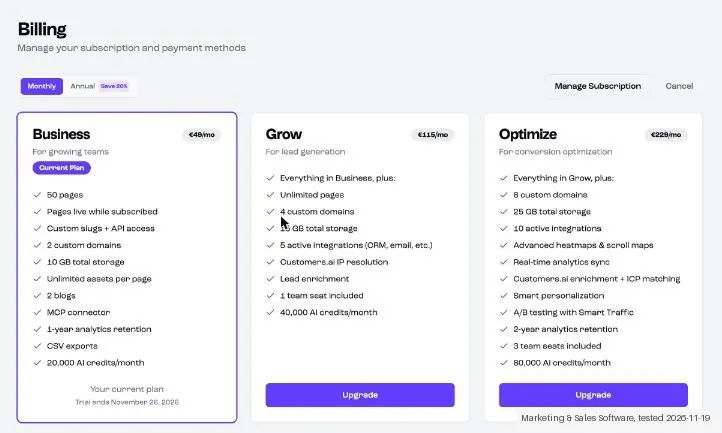 Billing
Manage your subscription and payment methods
Monthly
Annual
Save 20%
Manage Subscription
Cancel
Business
€49/mo
For growing teams
Current Plan
50 pages
Pages live while subscribed
Custom slugs + API access
2 custom domains
10 GB total storage
Unlimited assets per page
2 blogs
MCP connector
1-year analytics retention
CSV exports
20,000 AI credits/month
Your current plan
Trial ends November 26, 2026
Grow
€115/mo
For lead generation
Everything in Business, plus:
Unlimited pages
4 custom domains
GB total storage
5 active integrations (CRM, email, etc.)
Customers.ai IP resolution
Lead enrichment
1 team seat included
40,000 AI credits/month
Upgrade
Optimize
€229/mo
For conversion optimization
Everything in Grow, plus:
6 custom domains
25 GB total storage
10 active integrations
Advanced heatmaps & scroll maps
Real-time analytics sync
Customers.ai enrichment + ICP matching
Smart personalization
A/B testing with Smart Traffic
2-year analytics retention
3 team seats included
80,000 AI credits/month
Upgrade
Marketing & Sales Software, tested 2026-11-19